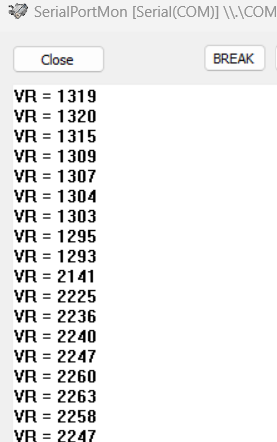 SerialPortMon [Serial(COM)] \\.\COM
Close
BREAK
VR = 1319
VR = 1320
VR = 1315
VR = 1309
VR = 1307
VR = 1304
VR = 1303
VR = 1295
VR = 1293
VR = 2141
VR = 2225
VR = 2236
VR = 2240
VR = 2247
VR = 2260
VR = 2263
VR = 2258
VR = 2247